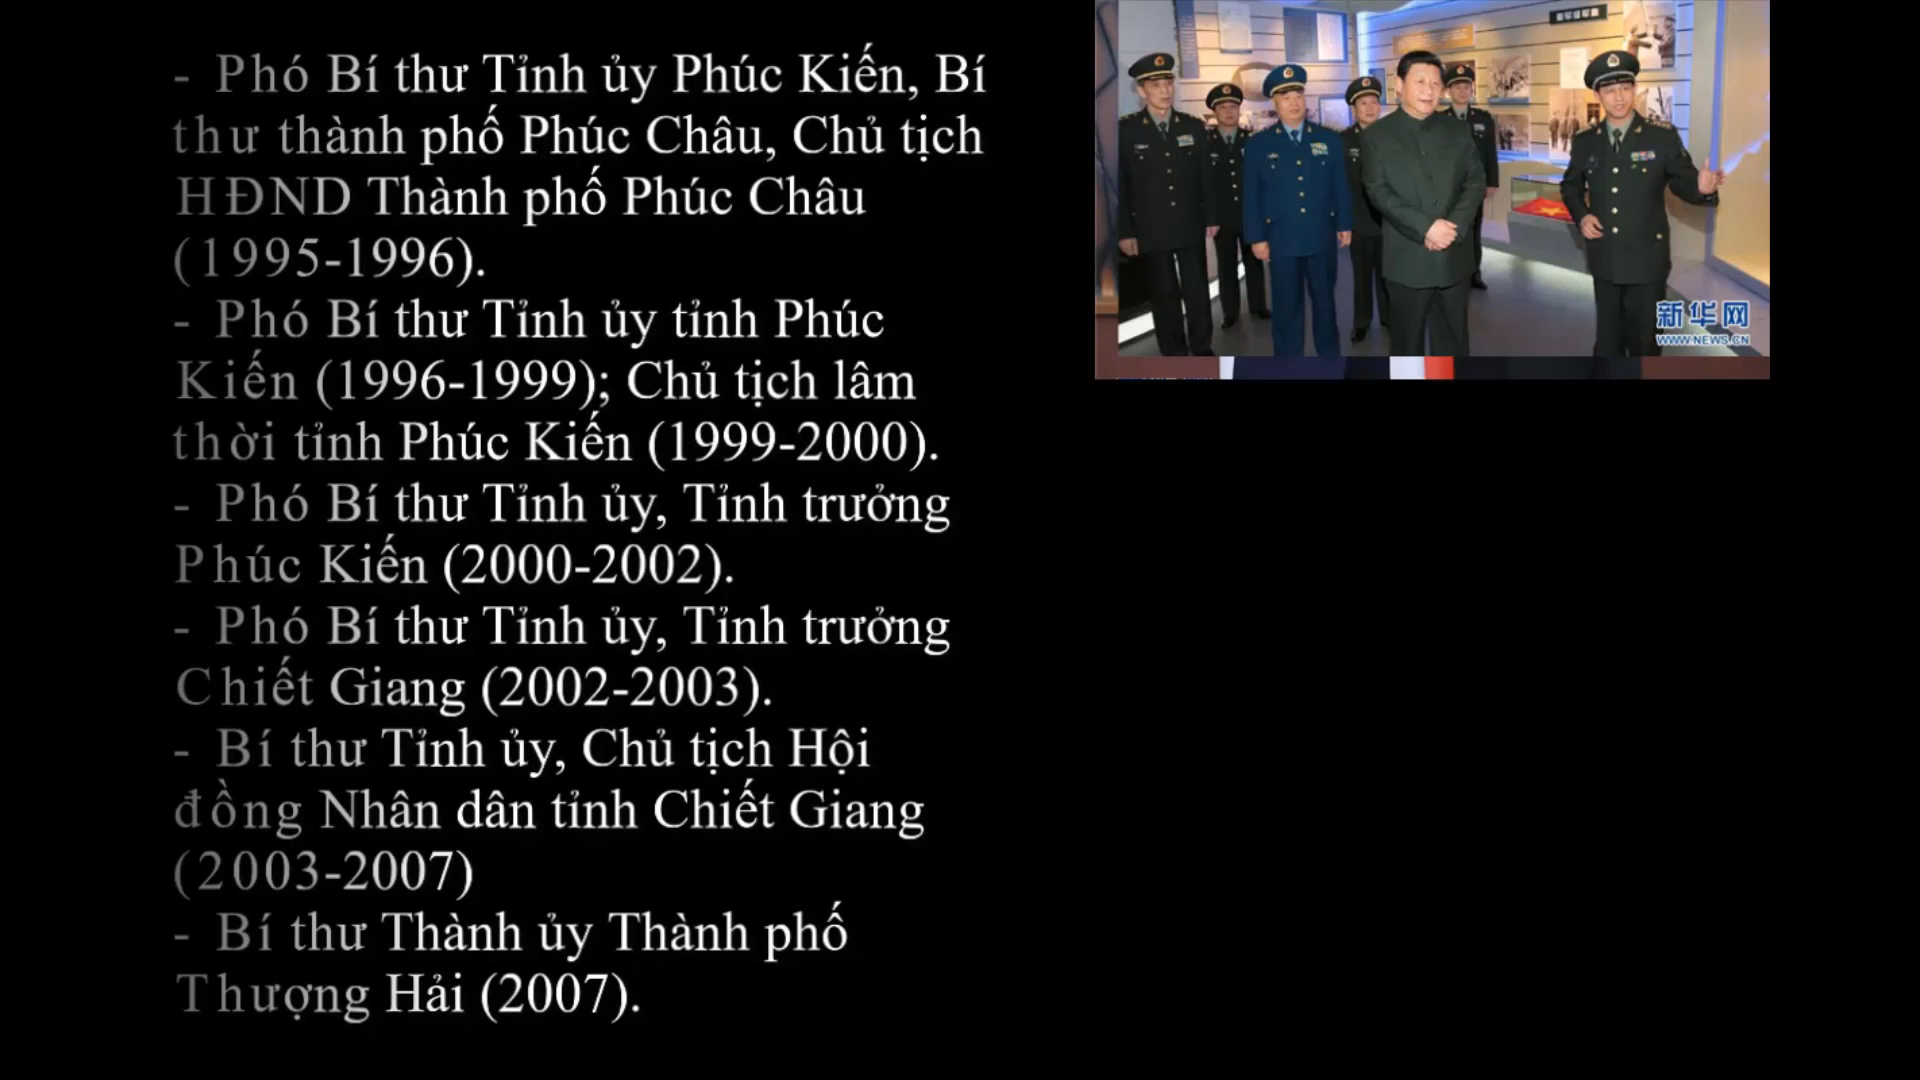 - Phó Bí thư Tỉnh ủy Phúc Kiến, Bí
thư thành phố Phúc Châu, Chủ tịch
HĐND Thành phố Phúc Châu
(1995-1996).
- Phó Bí thư Tỉnh ủy tỉnh Phúc
Kiến (1996-1999); Chủ tịch lâm
thời tỉnh Phúc Kiến (1999-2000).
- Phó Bí thư Tỉnh ủy, Tỉnh trưởng
Phúc Kiến (2000-2002).
- Phó Bí thư Tỉnh ủy, Tỉnh trưởng
Chiết Giang (2002-2003).
- Bí thư Tỉnh ủy, Chủ tịch Hội
đồng Nhân dân tỉnh Chiết Giang
(2003-2007)
- Bí thư Thành ủy Thành phố
Thượng Hải (2007).
新华网
WWW.NEWS.CN